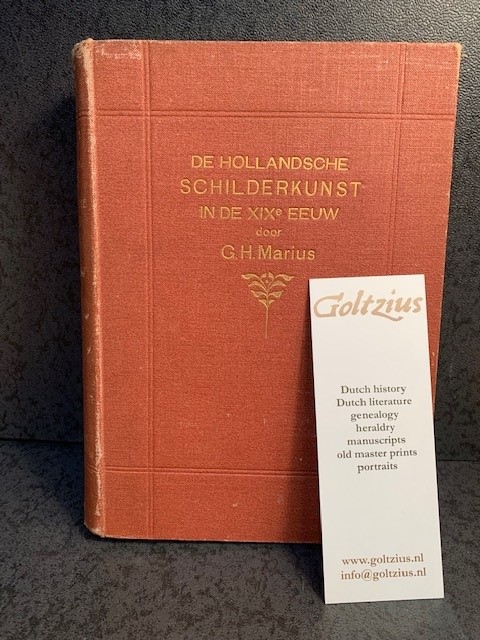 DE HOLLANDSCHE
SCHILDERKUNST
IN DE XIXe EEUW
door
G.H. Marius
Goltzius
Dutch history
Dutch literature
genealogy
heraldry
manuscripts
old master prints
portraits
www.goltzius.nl
info@goltzius.nl